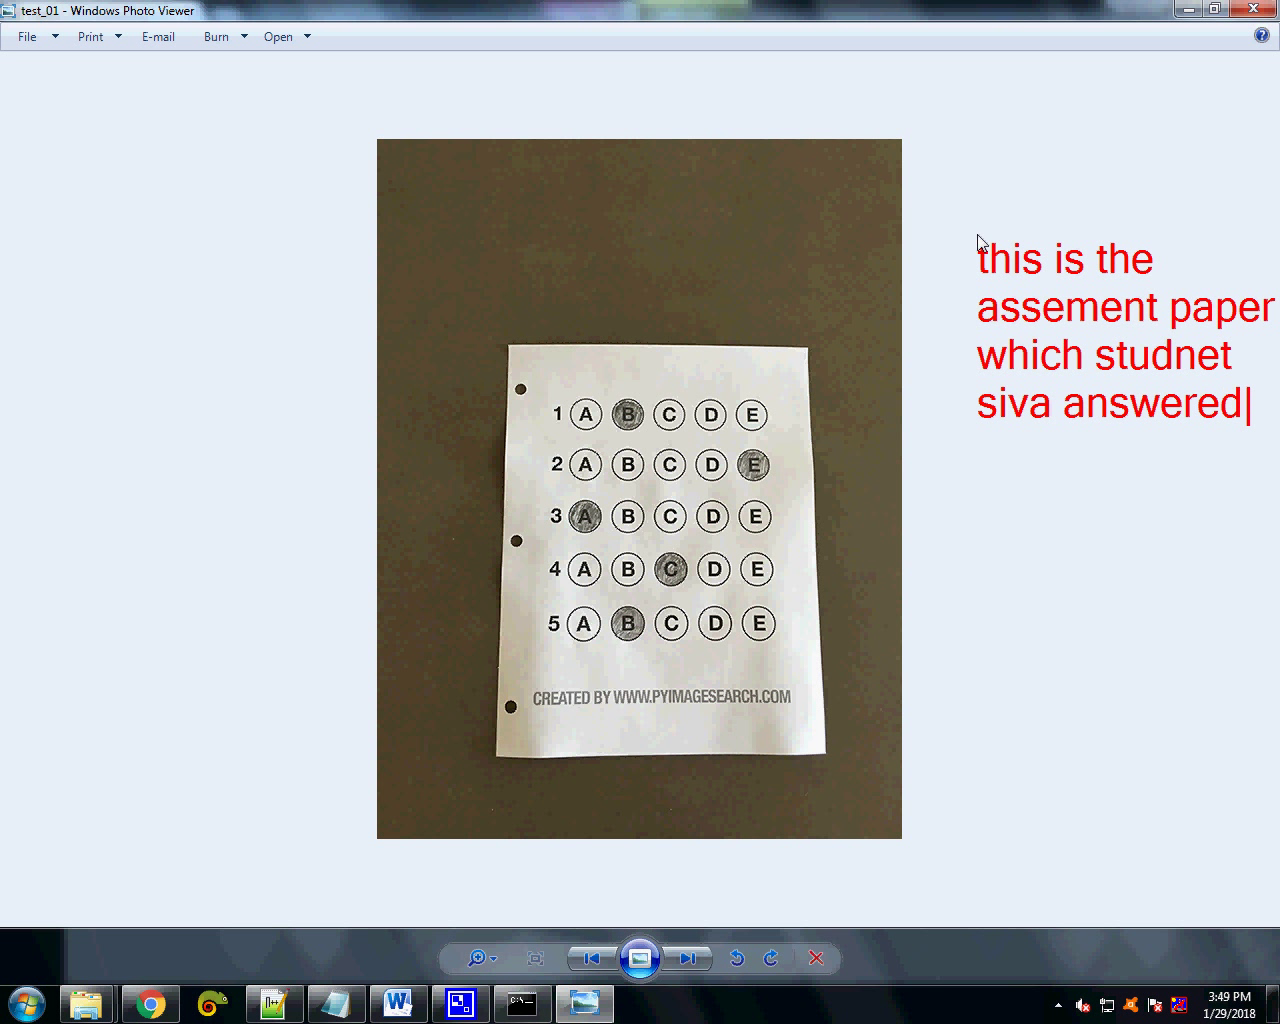 test_01 - Windows Photo Viewer
File Print E-mail Burn Open
this is the
assement paper
which studnet
siva answered
1 A B C D E
2 A B C D E
3 A B C D E
4 A B C D E
5 A B C D E
CREATED BY WWW.PYIMAGESEARCH.COM
3:49 PM
1/29/2018